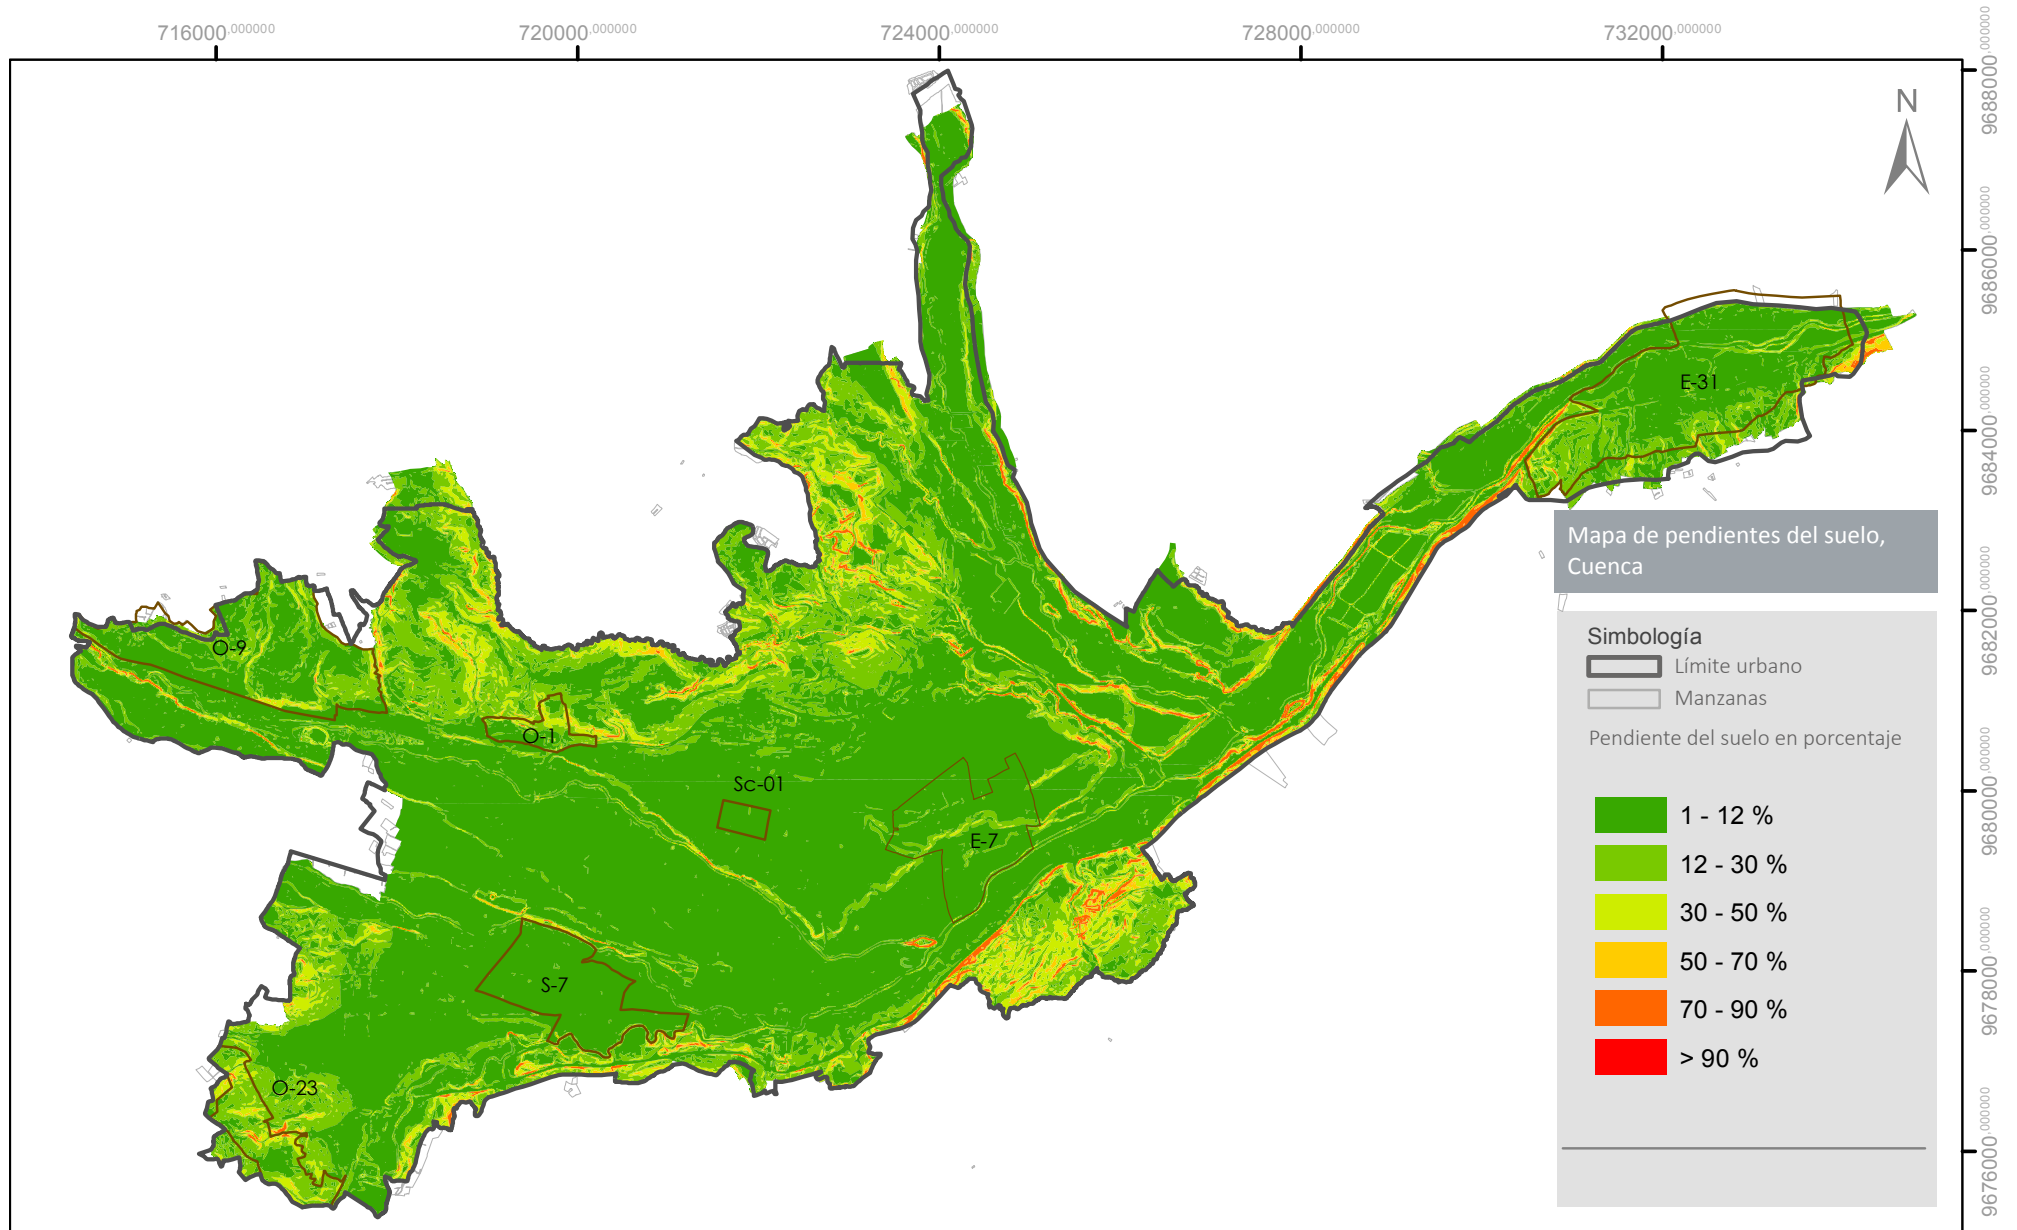 716000,000000 720000,000000 724000,000000 728000,000000 732000,000000
9688000,000000
N
9686000,000000
E-31
9684000,000000
Mapa de pendientes del suelo,
Cuenca
9682000,000000
Simbología
O-9
Límite urbano
Manzanas
O-1
Pendiente del suelo en porcentaje
Sc-01
9680000,000000
1 - 12 %
E-7
12 - 30 %
30 - 50 %
50 - 70 %
9678000,000000
S-7
70 - 90 %
> 90 %
O-23
9676000,000000